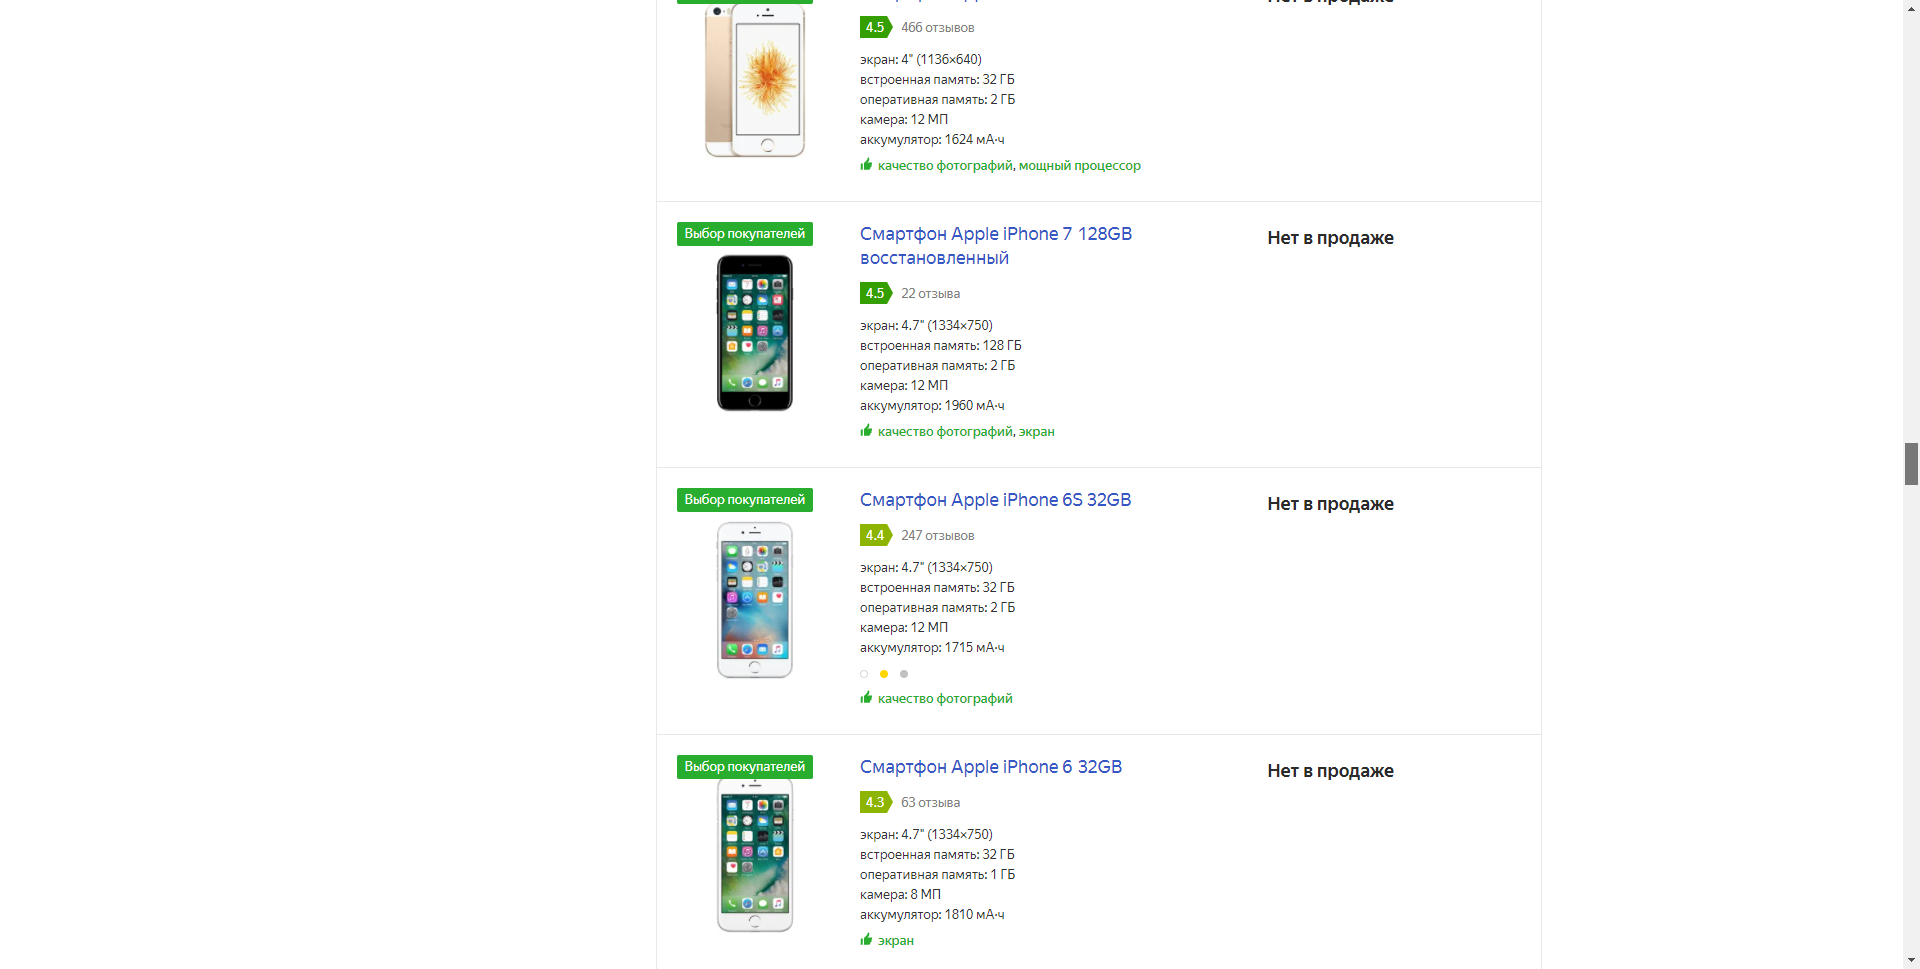 Нет в продаже
4.5 466 отзывов
экран: 4" (1136×640)
встроенная память: 32 ГБ
оперативная память: 2 ГБ
камера: 12 МП
аккумулятор: 1624 мА·ч
качество фотографий, мощный процессор
Выбор покупателей
Смартфон Apple iPhone 7 128GB
восстановленный
Нет в продаже
4.5 22 отзыва
экран: 4.7" (1334×750)
встроенная память: 128 ГБ
оперативная память: 2 ГБ
камера: 12 МП
аккумулятор: 1960 мА·ч
качество фотографий, экран
Выбор покупателей
Смартфон Apple iPhone 6S 32GB
Нет в продаже
4.4 247 отзывов
экран: 4.7" (1334×750)
встроенная память: 32 ГБ
оперативная память: 2 ГБ
камера: 12 МП
аккумулятор: 1715 мА·ч
качество фотографий
Выбор покупателей
Смартфон Apple iPhone 6 32GB
Нет в продаже
4.3 63 отзыва
экран: 4.7" (1334×750)
встроенная память: 32 ГБ
оперативная память: 1 ГБ
камера: 8 МП
аккумулятор: 1810 мА·ч
экран